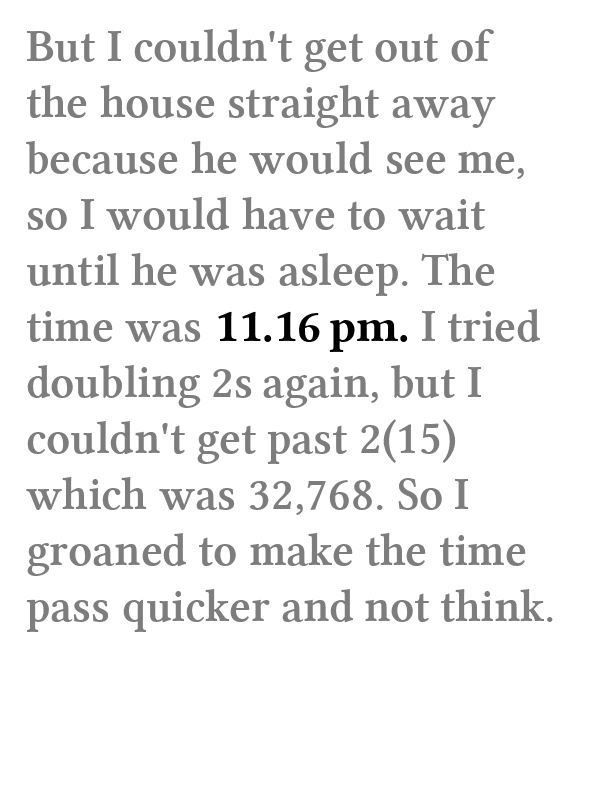 But I couldn't get out of
the house straight away
because he would see me,
so I would have to wait
until he was asleep. The
time was 11.16 pm. I tried
doubling 2s again, but I
couldn't get past 2(15)
which was 32,768. So I
groaned to make the time
pass quicker and not think.